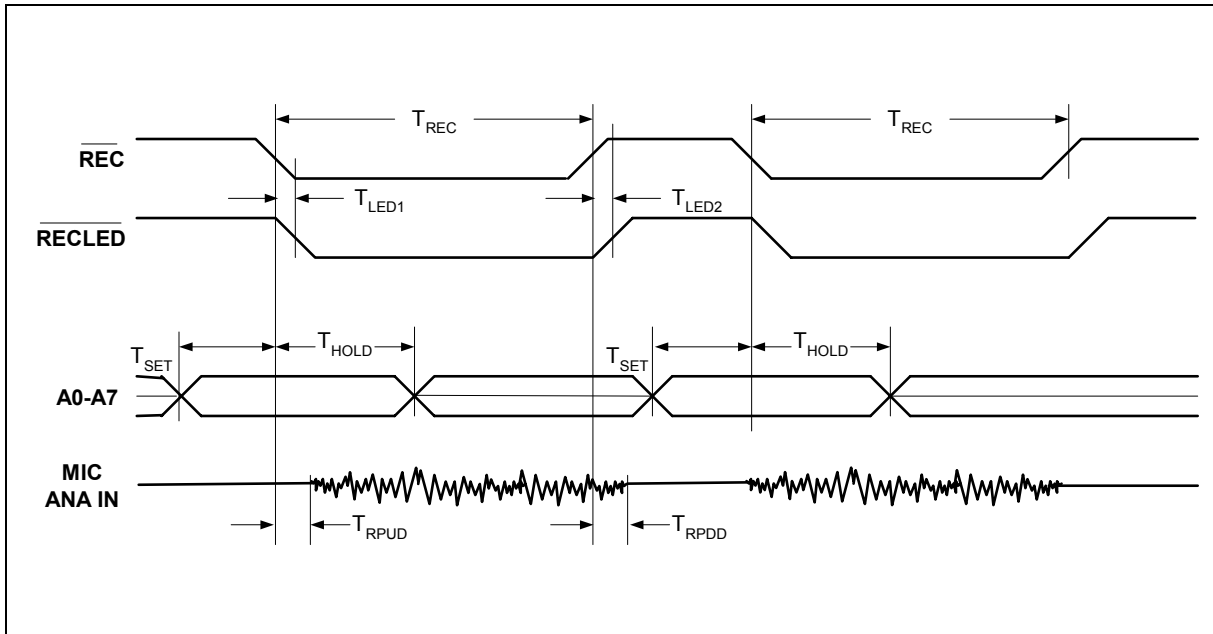 T_REC T_REC
REC
T_LED1 T_LED2
RECLED
T_SET T_HOLD T_SET T_HOLD
A0-A7
MIC
ANA IN
T_RPUD T_RPDD